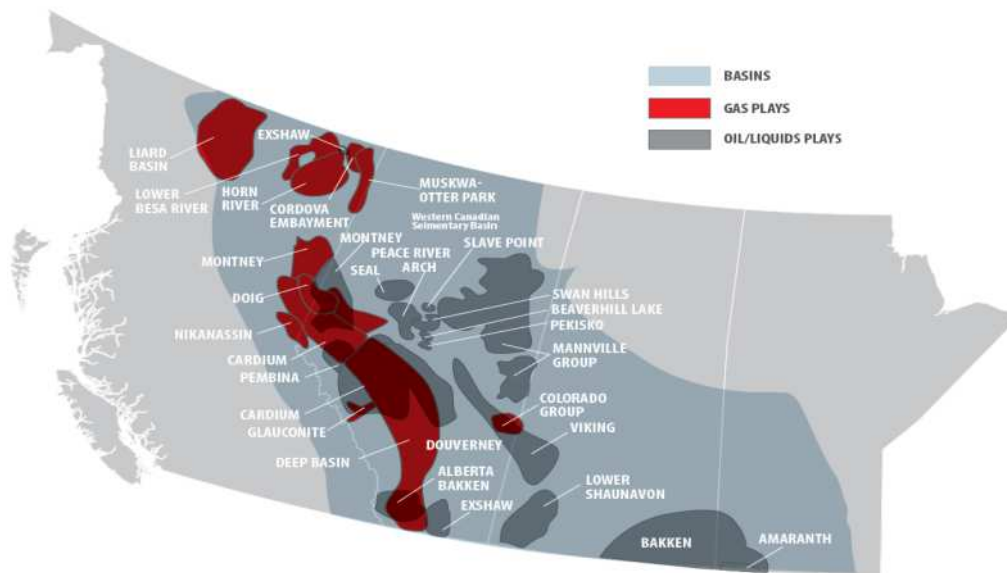 BASINS
GAS PLAYS
OIL/LIQUIDS PLAYS
EXSHAW
LIARD
BASIN
LOWER
BESA RIVER
HORN
RIVER
CORDOVA
EMBAYMENT
MUSKWA-
OTTER PARK
Western Canadian
Selmentary Basin
MONTNEY
SLAVE POINT
PEACE RIVER
ARCH
MONTNEY
SEAL
DOIG
SWAN HILLS
BEAVERHILL LAKE
PEKISKO
NIKANASSIN
MANNVILLE
GROUP
CARDIUM
PEMBINA
CARDIUM
GLAUCONITE
COLORADO
GROUP
VIKING
DOUVERNEY
DEEP BASIN
ALBERTA
BAKKEN
EXSHAW
LOWER
SHAUNAVON
BAKKEN
AMARANTH